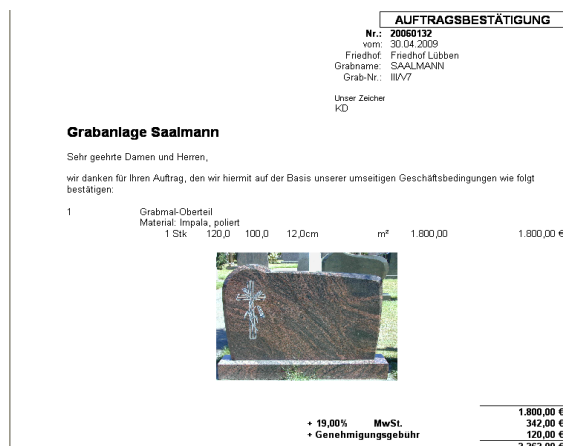 AUFTRAGSBESTÄTIGUNG
Nr.: 20060132
vom: 30.04.2009
Friedhof: Friedhof Lübben
Grabname: SAALMANN
Grab-Nr.: III/V7
Unser Zeicher
KD
Grabanlage Saalmann
Sehr geehrte Damen und Herren,
wir danken für Ihren Auftrag, den wir hiermit auf der Basis unserer umseitigen Geschäftsbedingungen wie folgt
bestätigen:
1 Grabmal-Oberteil
Material: Impala, poliert
1 Stk 120,0 100,0 12,0cm m² 1.800,00 1.800,00 €
1.800,00 €
+ 19,00% MwSt. 342,00 €
+ Genehmigungsgebühr 120,00 €